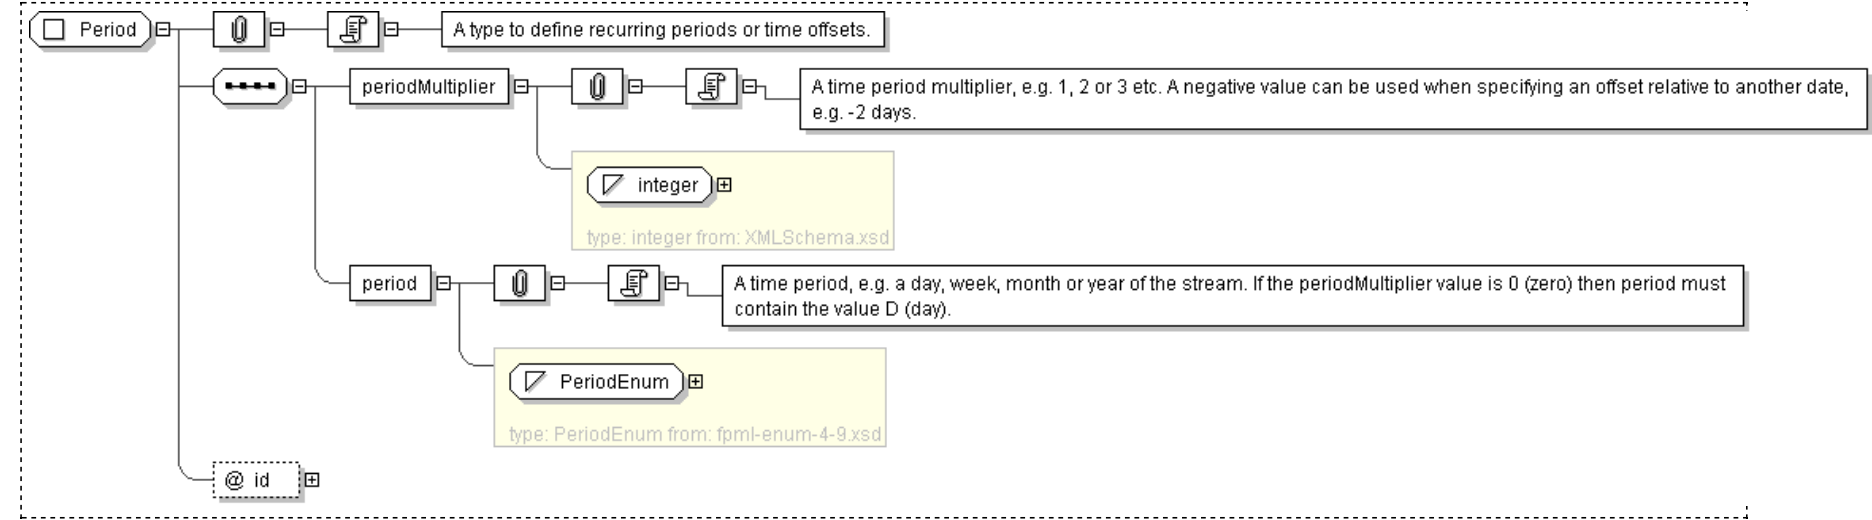 Period
A type to define recurring periods or time offsets.
periodMultiplier
A time period multiplier, e.g. 1, 2 or 3 etc. A negative value can be used when specifying an offset relative to another date,
e.g. -2 days.
integer
type: integer from: XMLSchema.xsd
period
A time period, e.g. a day, week, month or year of the stream. If the periodMultiplier value is 0 (zero) then period must
contain the value D (day).
PeriodEnum
type: PeriodEnum from: fpml-enum-4-9.xsd
@ id